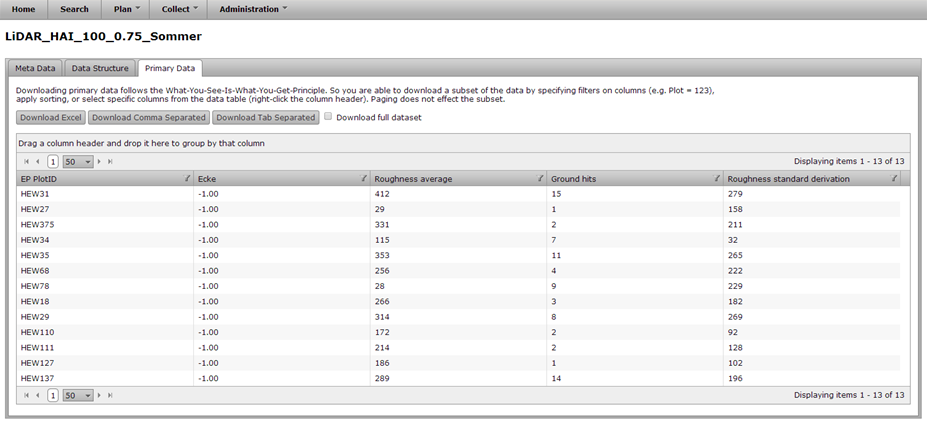 Home Search Plan Collect Administration
LiDAR_HAI_100_0.75_Sommer
Meta Data Data Structure Primary Data
Downloading primary data follows the What-You-See-Is-What-You-Get-Principle. So you are able to download a subset of the data by specifying filters on columns (e.g. Plot = 123),
apply sorting, or select specific columns from the data table (right-click the column header). Paging does not effect the subset.
Download Excel Download Comma Separated Download Tab Separated Download full dataset
Drag a column header and drop it here to group by that column
1 50 Displaying items 1 - 13 of 13
EP PlotID Ecke Roughness average Ground hits Roughness standard derivation
HEW31 -1.00 412 15 279
HEW27 -1.00 29 1 158
HEW375 -1.00 331 2 211
HEW34 -1.00 115 7 32
HEW35 -1.00 353 11 265
HEW68 -1.00 256 4 222
HEW78 -1.00 28 9 229
HEW18 -1.00 266 3 182
HEW29 -1.00 314 8 269
HEW110 -1.00 172 2 92
HEW111 -1.00 214 2 128
HEW127 -1.00 186 1 102
HEW137 -1.00 289 14 196
1 50 Displaying items 1 - 13 of 13